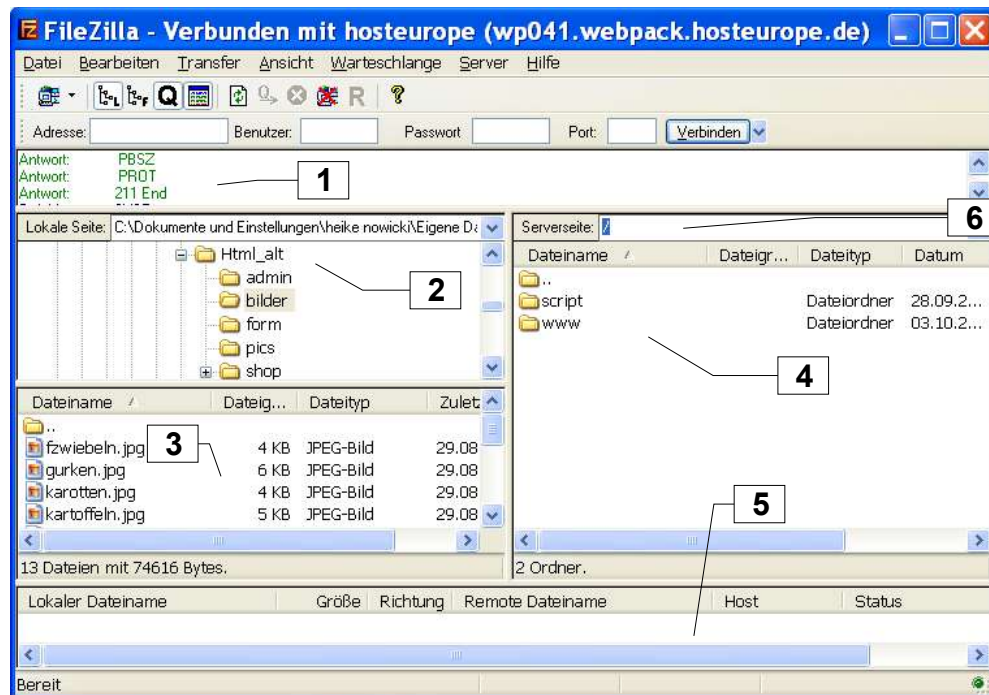 FileZilla - Verbunden mit hosteurope (wp041.webpack.hosteurope.de)
Datei Bearbeiten Transfer Ansicht Warteschlange Server Hilfe
Adresse: Benutzer: Passwort Port: Verbinden
Antwort: PBSZ
Antwort: PROT
Antwort: 211 End
1
Lokale Seite: C:\Dokumente und Einstellungen\heike nowicki\Eigene Da
Html_alt
admin
bilder
form
pics
shop
2
Dateiname Dateig... Dateityp Zuletz
..
fzwiebeln.jpg 4 KB JPEG-Bild 29.08
gurken.jpg 6 KB JPEG-Bild 29.08
karotten.jpg 4 KB JPEG-Bild 29.08
kartoffeln.jpg 5 KB JPEG-Bild 29.08
3
13 Dateien mit 74616 Bytes.
Serverseite: /
6
Dateiname Dateigr... Dateityp Datum
..
script Dateiordner 28.09.2...
www Dateiordner 03.10.2...
4
2 Ordner.
5
Lokaler Dateiname Größe Richtung Remote Dateiname Host Status
Bereit